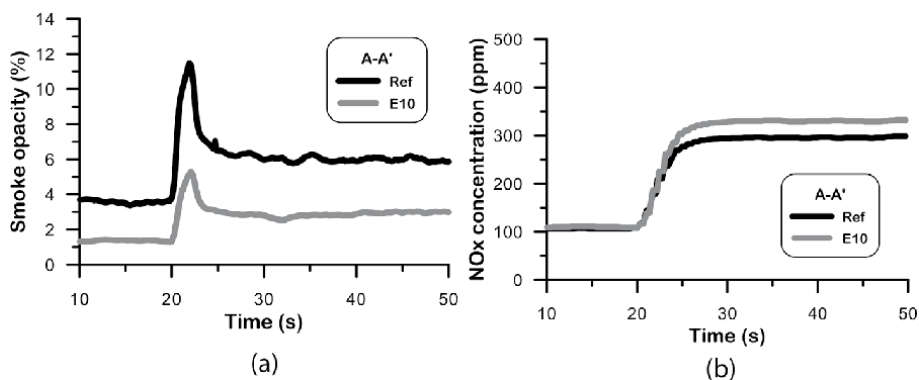 Smoke opacity (%)
14
12
10
8
6
4
2
0
A-A'
Ref
E10
10
20
30
40
50
Time (s)
(a)
NOx concentration (ppm)
500
400
300
200
100
0
A-A'
Ref
E10
10
20
30
40
50
Time (s)
(b)